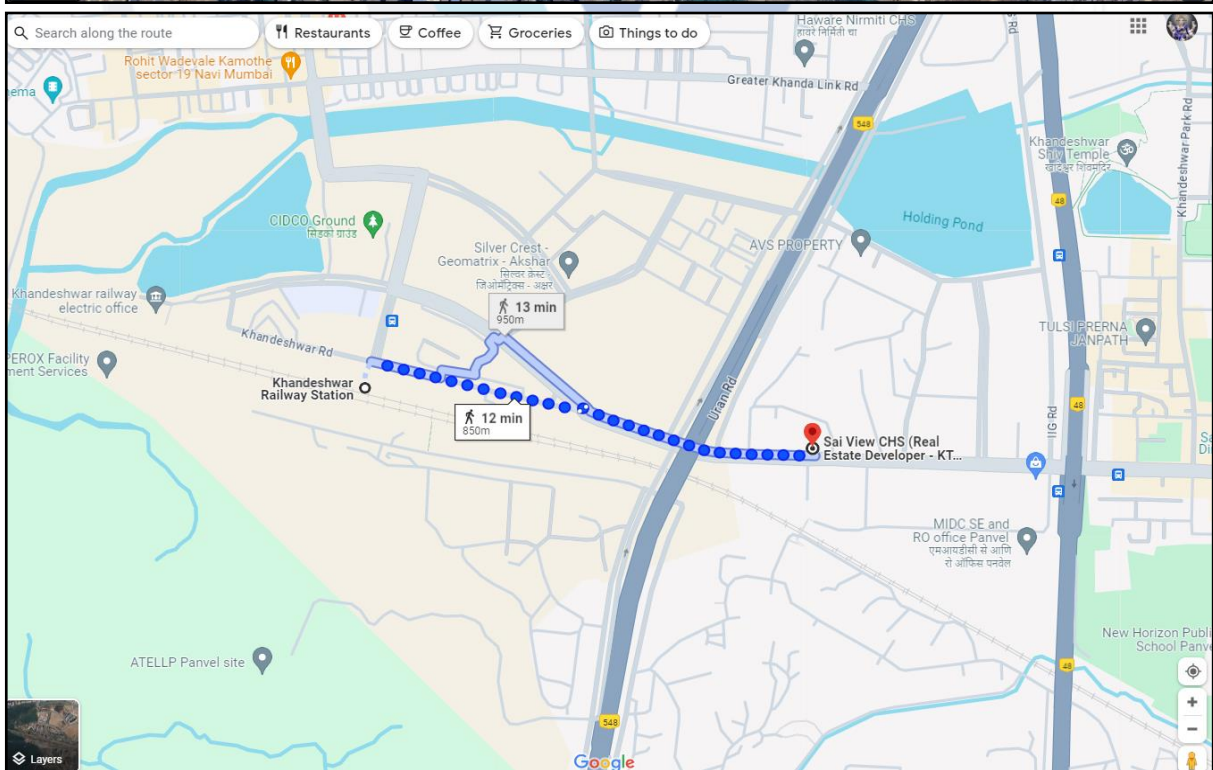 Search along the route
Restaurants
Coffee
Groceries
Things to do
Haware Nirmiti CHS
हावरे निर्मिती चा
Rohit Wadevale Kamothe
sector 19 Navi Mumbai
ema
Greater Khanda Link Rd
548
Khandeshwar
Shiv Temple
खांदेश्वर शिवमंदिर
Khandeshwar Park Rd
48
CIDCO Ground
सिडको ग्राउंड
Holding Pond
Silver Crest -
Geomatrix - Akshar
सिल्वर क्रेस्ट -
जिओमॅट्रिक्स - अक्षर
AVS PROPERTY
Khandeshwar railway
electric office
13 min
950m
TULSI PRERNA
JANPATH
Khandeshwar Rd
PEROX Facility
ment Services
Khandeshwar
Railway Station
Uran Rd
12 min
850m
48
IIG Rd
Sai View CHS (Real
Estate Developer - KT...
Sa
Di
MIDC SE and
RO office Panvel
एमआयडीसी से आणि
रो ऑफिस पनवेल
New Horizon Publi
School Panve
ATELLP Panvel site
48
548
Layers
Google